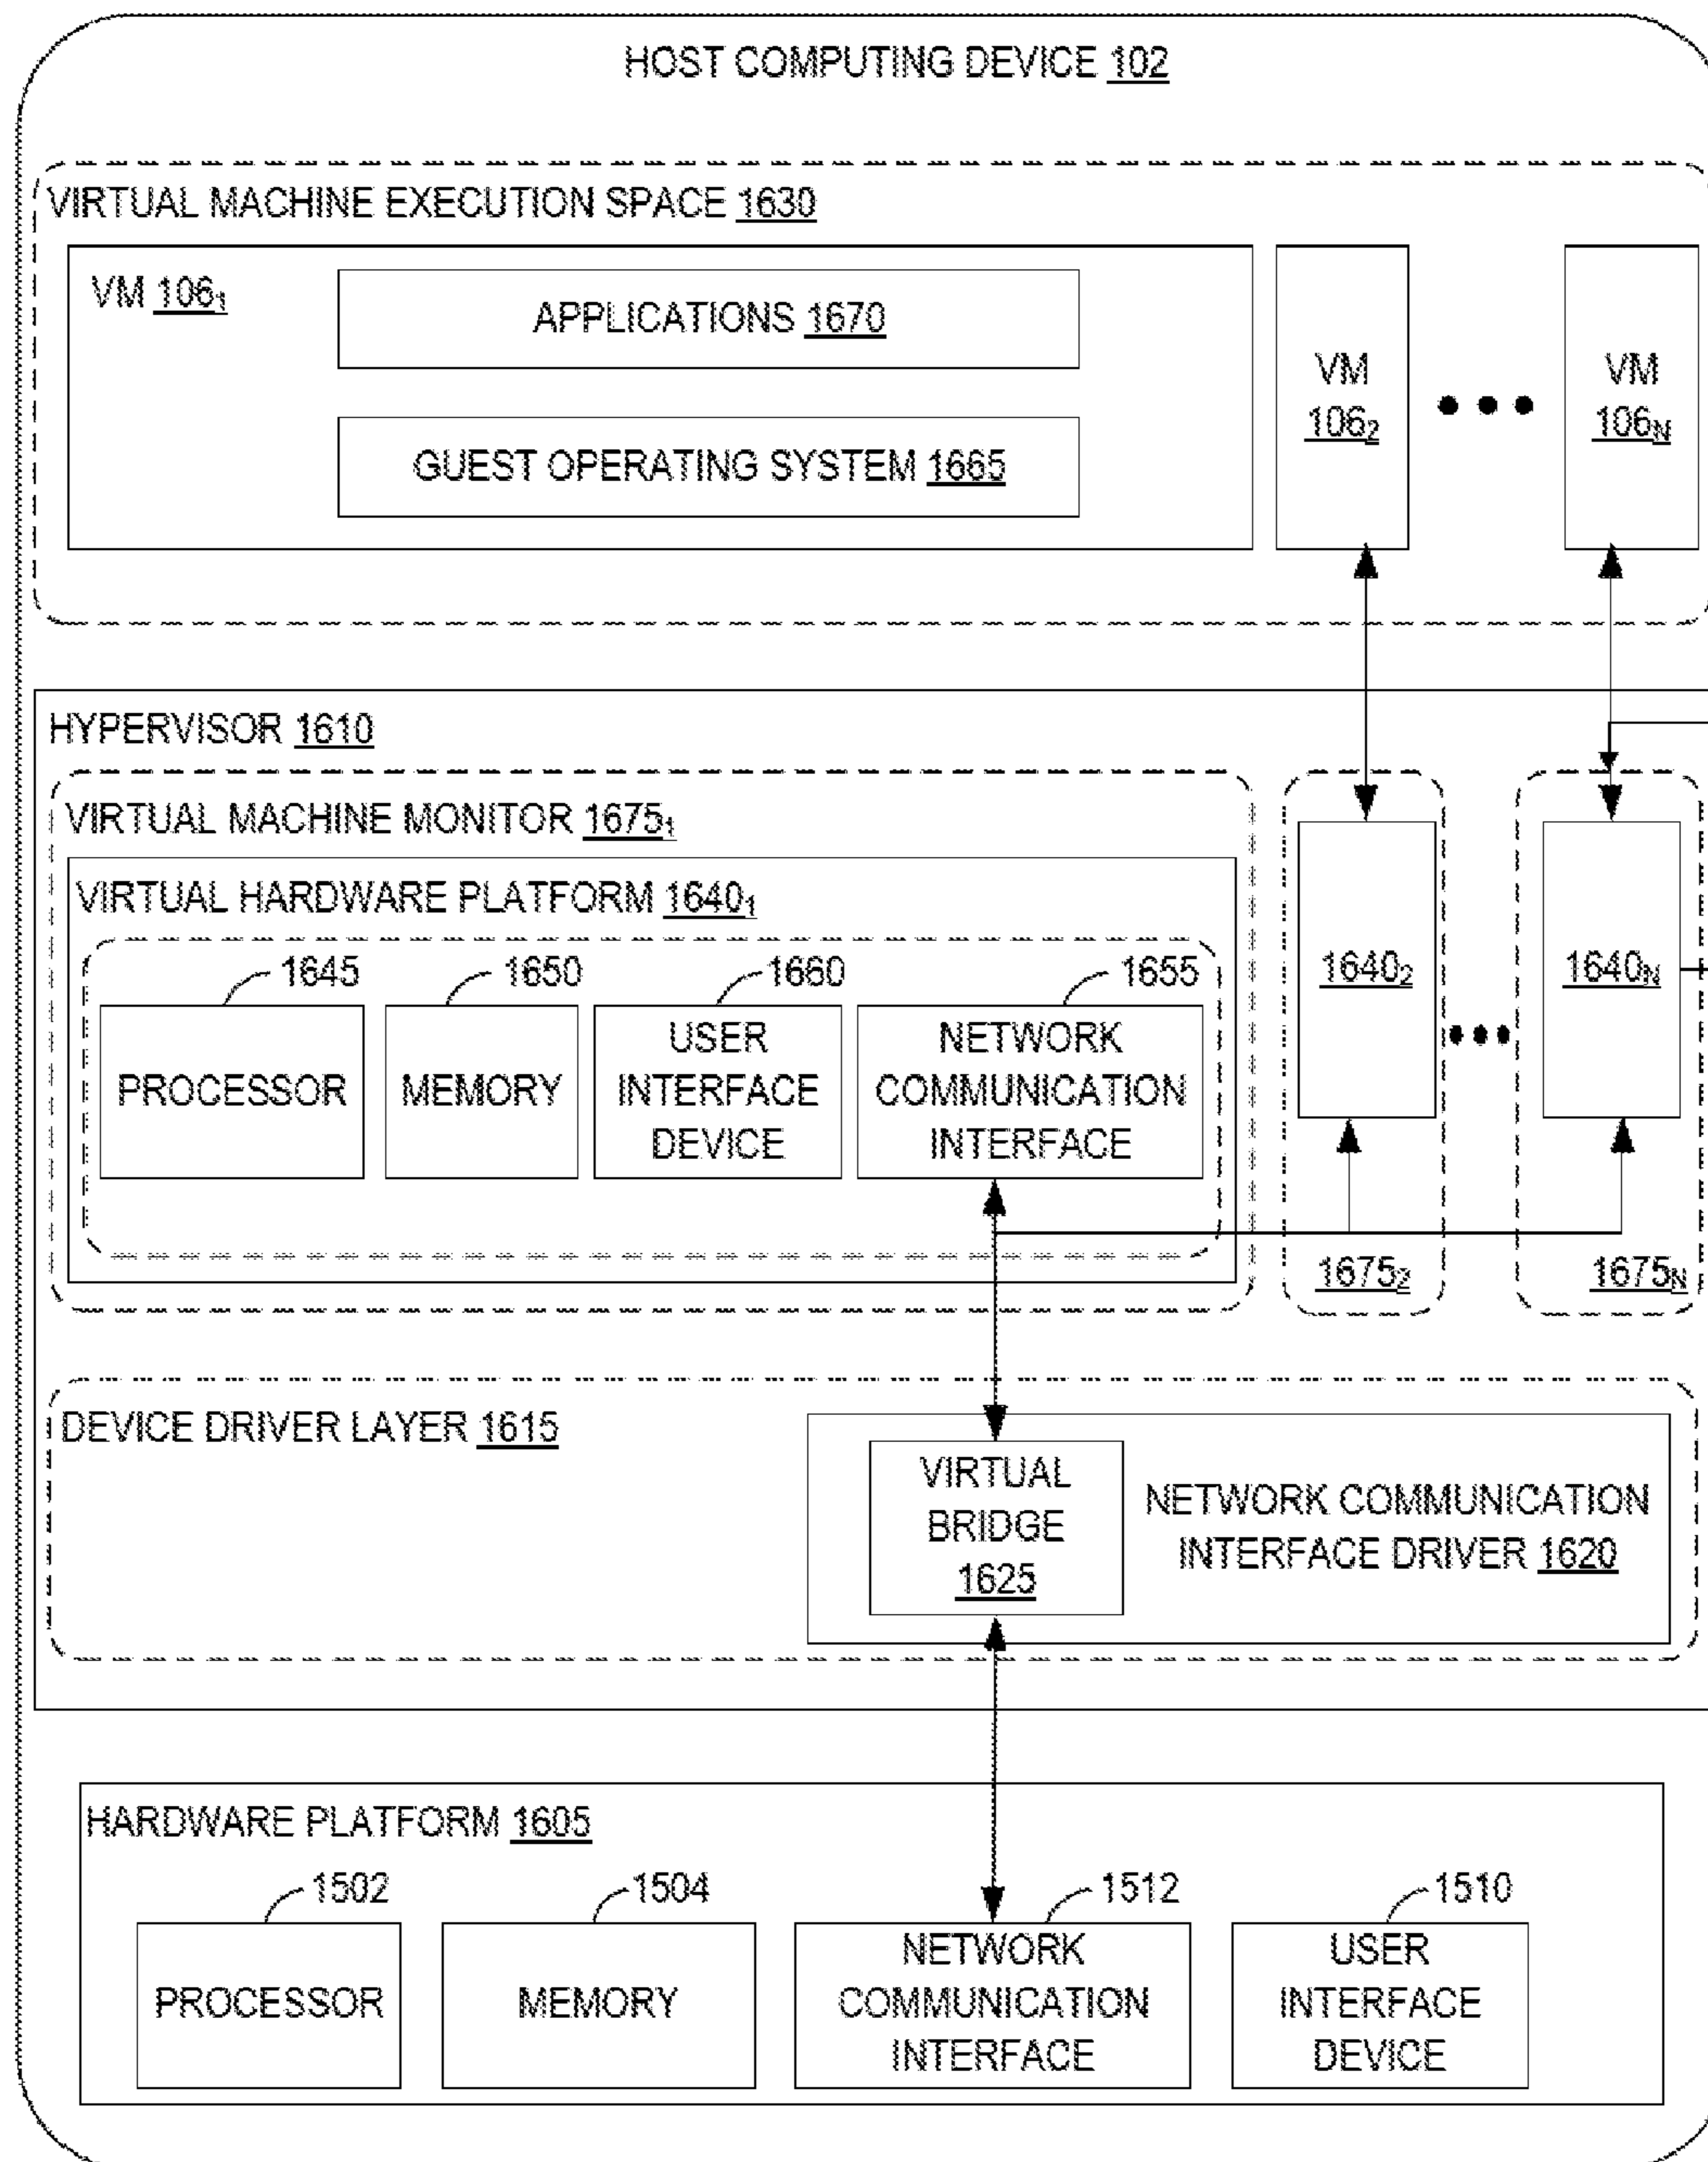 HOST COMPUTING DEVICE 102
VIRTUAL MACHINE EXECUTION SPACE 1630
VM 106₁
APPLICATIONS 1670
GUEST OPERATING SYSTEM 1665
VM
106₂
VM
106_N
HYPERVISOR 1610
VIRTUAL MACHINE MONITOR 1675₁
VIRTUAL HARDWARE PLATFORM 1640₁
1645
1650
1660
1655
PROCESSOR
MEMORY
USER
INTERFACE
DEVICE
NETWORK
COMMUNICATION
INTERFACE
1640₂
1640_N
1675₂
1675_N
DEVICE DRIVER LAYER 1615
VIRTUAL
BRIDGE
1625
NETWORK COMMUNICATION
INTERFACE DRIVER 1620
HARDWARE PLATFORM 1605
1502
1504
1512
1510
PROCESSOR
MEMORY
NETWORK
COMMUNICATION
INTERFACE
USER
INTERFACE
DEVICE